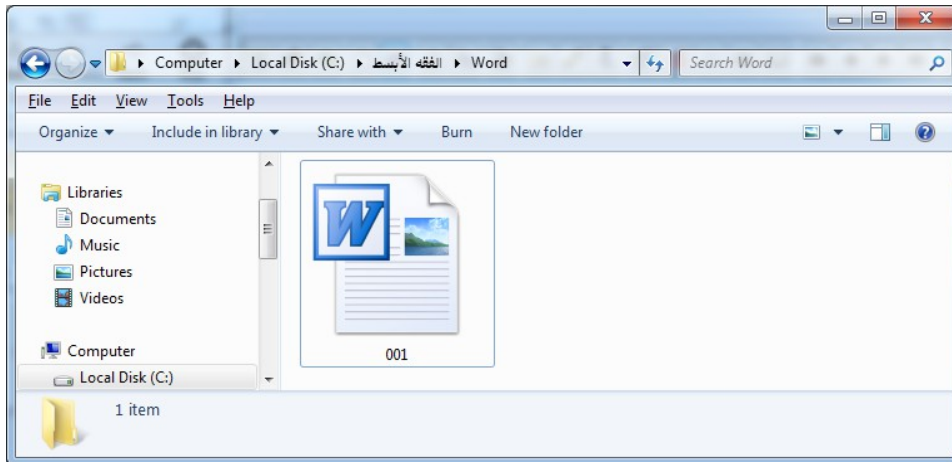 Computer Local Disk (C:) الفقه الأبسط Word Search Word
File Edit View Tools Help
Organize Include in library Share with Burn New folder
Libraries
Documents
Music
Pictures
Videos
Computer
Local Disk (C:)
W
001
1 item